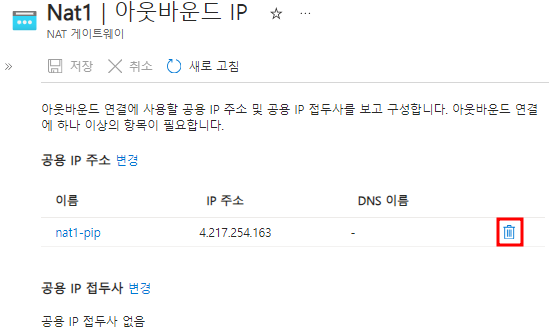 Nat1 | 아웃바운드 IP ☆ ...
NAT 게이트웨이
» 저장 취소 새로 고침
아웃바운드 연결에 사용할 공용 IP 주소 및 공용 IP 접두사를 보고 구성합니다. 아웃바운드 연결
에 하나 이상의 항목이 필요합니다.
공용 IP 주소 변경
이름 IP 주소 DNS 이름
nat1-pip 4.217.254.163 -
공용 IP 접두사 변경
공용 IP 접두사 없음